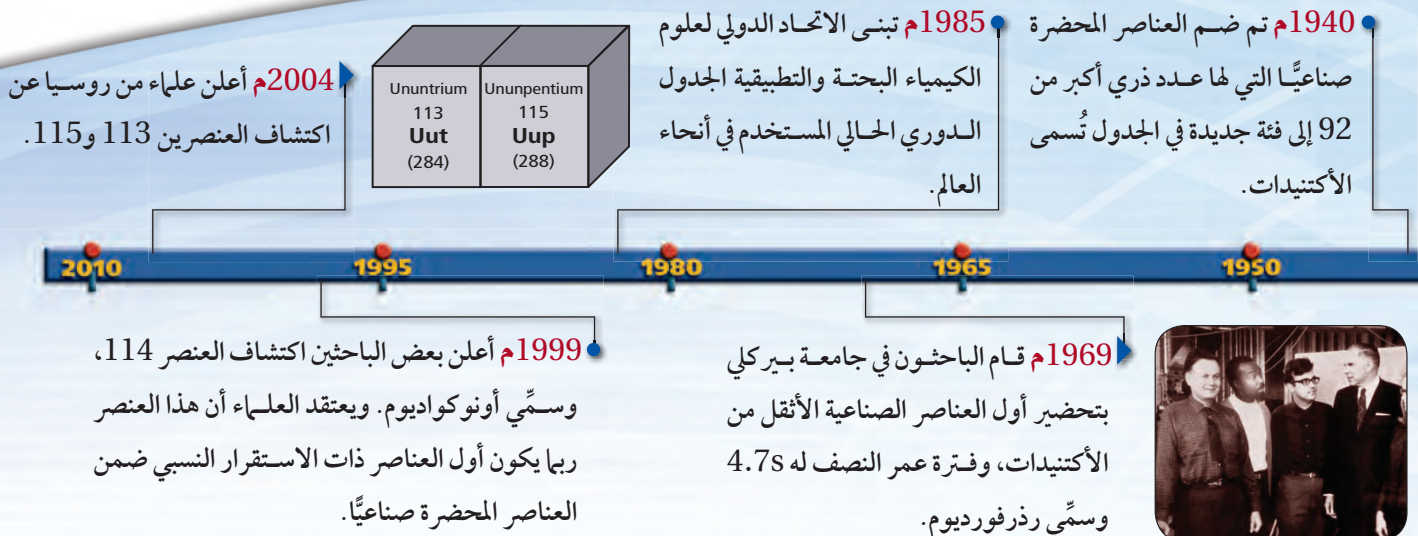 1940م تم ضم العناصر المحضرة
صناعيًّا التي لها عدد ذري أكبر من
92 إلى فئة جديدة في الجدول تُسمى
الأكتنيدات.
1985م تبنى الاتحاد الدولي لعلوم
الكيمياء البحتة والتطبيقية الجدول
الدوري الحالي المستخدم في أنحاء
العالم.
Ununtrium
113
Uut
(284)
Ununpentium
115
Uup
(288)
2004م أعلن علماء من روسيا عن
اكتشاف العنصرين 113 و115.
2010 1995 1980 1965 1950
1969م قام الباحثون في جامعة بيركلي
بتحضير أول العناصر الصناعية الأثقل من
الأكتنيدات، وفترة عمر النصف له 4.7s
وسمِّي رذرفورديوم.
1999م أعلن بعض الباحثين اكتشاف العنصر 114،
وسمِّي أونوكواديوم. ويعتقد العلماء أن هذا العنصر
ربما يكون أول العناصر ذات الاستقرار النسبي ضمن
العناصر المحضرة صناعيًّا.